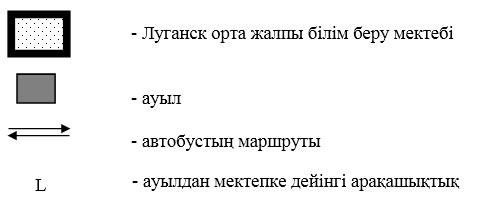 - Луганск орта жалпы білім беру мектебі
- ауыл
- автобустың маршруты
L - ауылдан мектепке дейінгі арақашықтық